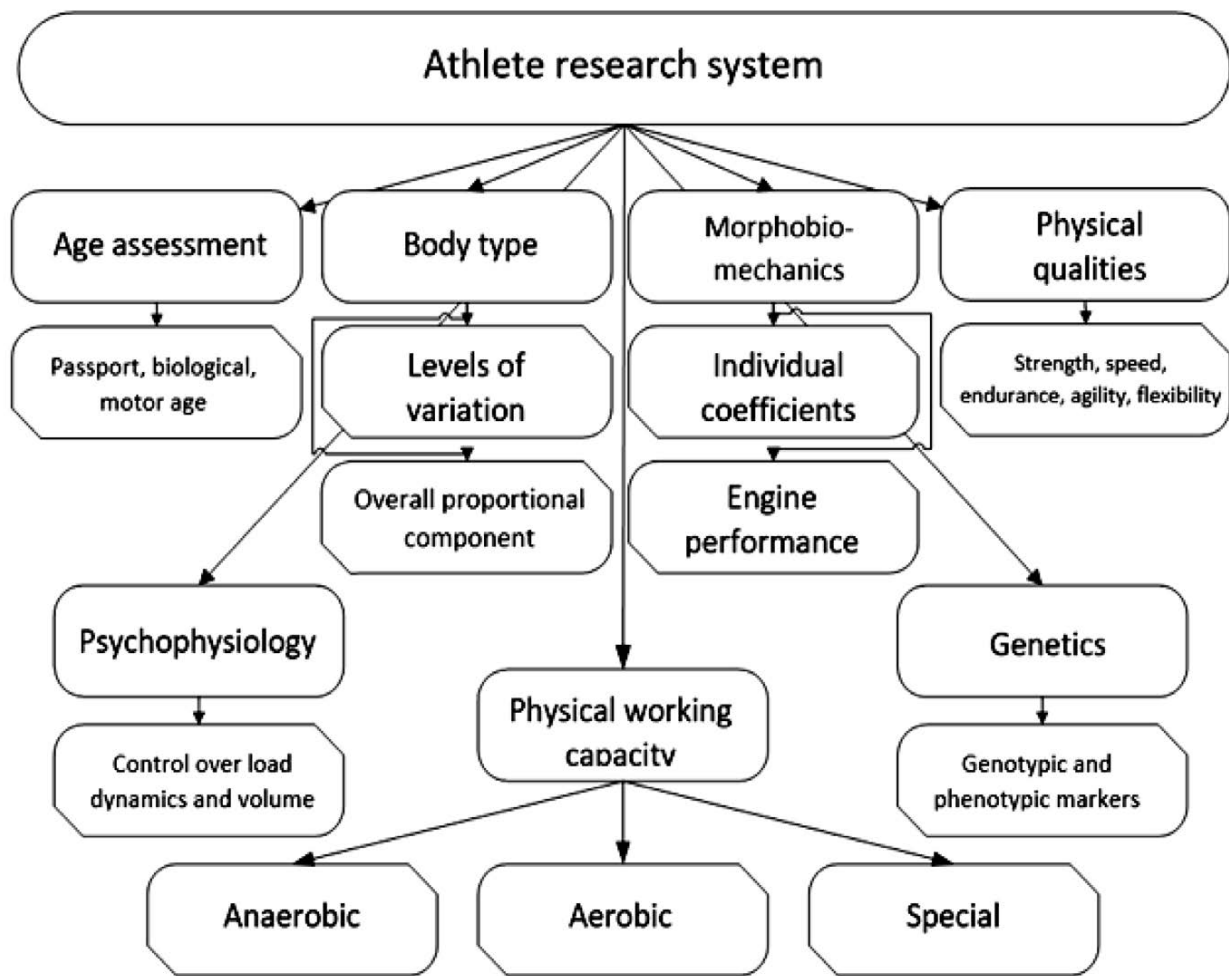 Athlete research system
Age assessment
Body type
Morphobio-
mechanics
Physical
qualities
Passport, biological,
motor age
Levels of
variation
Individual
coefficients
Strength, speed,
endurance, agility, flexibility
Overall proportional
component
Engine
performance
Psychophysiology
Physical working
capacity
Genetics
Control over load
dynamics and volume
Genotypic and
phenotypic markers
Anaerobic
Aerobic
Special